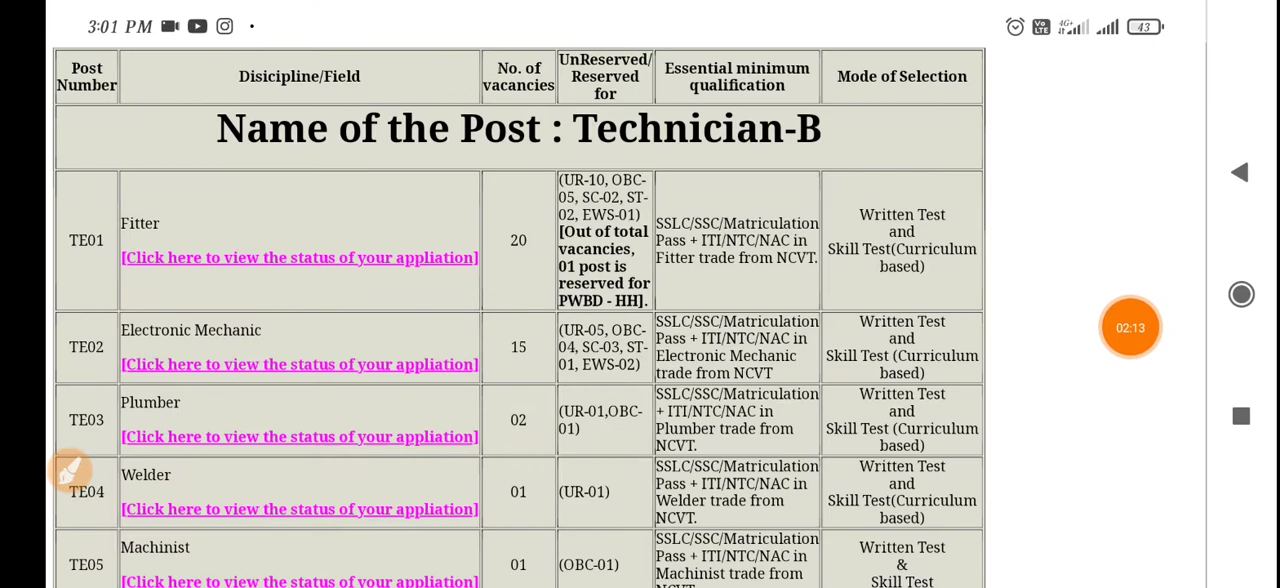 3:01 PM
VoLTE 4G+ 43
Post Number
Disicipline/Field
No. of vacancies
UnReserved/ Reserved for
Essential minimum qualification
Mode of Selection
Name of the Post : Technician-B
TE01
Fitter
[Click here to view the status of your appliation]
20
(UR-10, OBC-
05, SC-02, ST-
02, EWS-01)
[Out of total
vacancies,
01 post is
reserved for
PWBD - HH].
SSLC/SSC/Matriculation
Pass + ITI/NTC/NAC in
Fitter trade from NCVT.
Written Test
and
Skill Test(Curriculum
based)
02:13
TE02
Electronic Mechanic
[Click here to view the status of your appliation]
15
(UR-05, OBC-
04, SC-03, ST-
01, EWS-02)
SSLC/SSC/Matriculation
Pass + ITI/NTC/NAC in
Electronic Mechanic
trade from NCVT
Written Test
and
Skill Test (Curriculum
based)
TE03
Plumber
[Click here to view the status of your appliation]
02
(UR-01,OBC-
01)
SSLC/SSC/Matriculation
+ ITI/NTC/NAC in
Plumber trade from
NCVT.
Written Test
and
Skill Test (Curriculum
based)
TE04
Welder
[Click here to view the status of your appliation]
01
(UR-01)
SSLC/SSC/Matriculation
Pass + ITI/NTC/NAC in
Welder trade from
NCVT.
Written Test
and
Skill Test(Curriculum
based)
TE05
Machinist
[Click here to view the status of your appliation]
01
(OBC-01)
SSLC/SSC/Matriculation
Pass + ITI/NTC/NAC in
Machinist trade from
NCVT.
Written Test
&
Skill Test